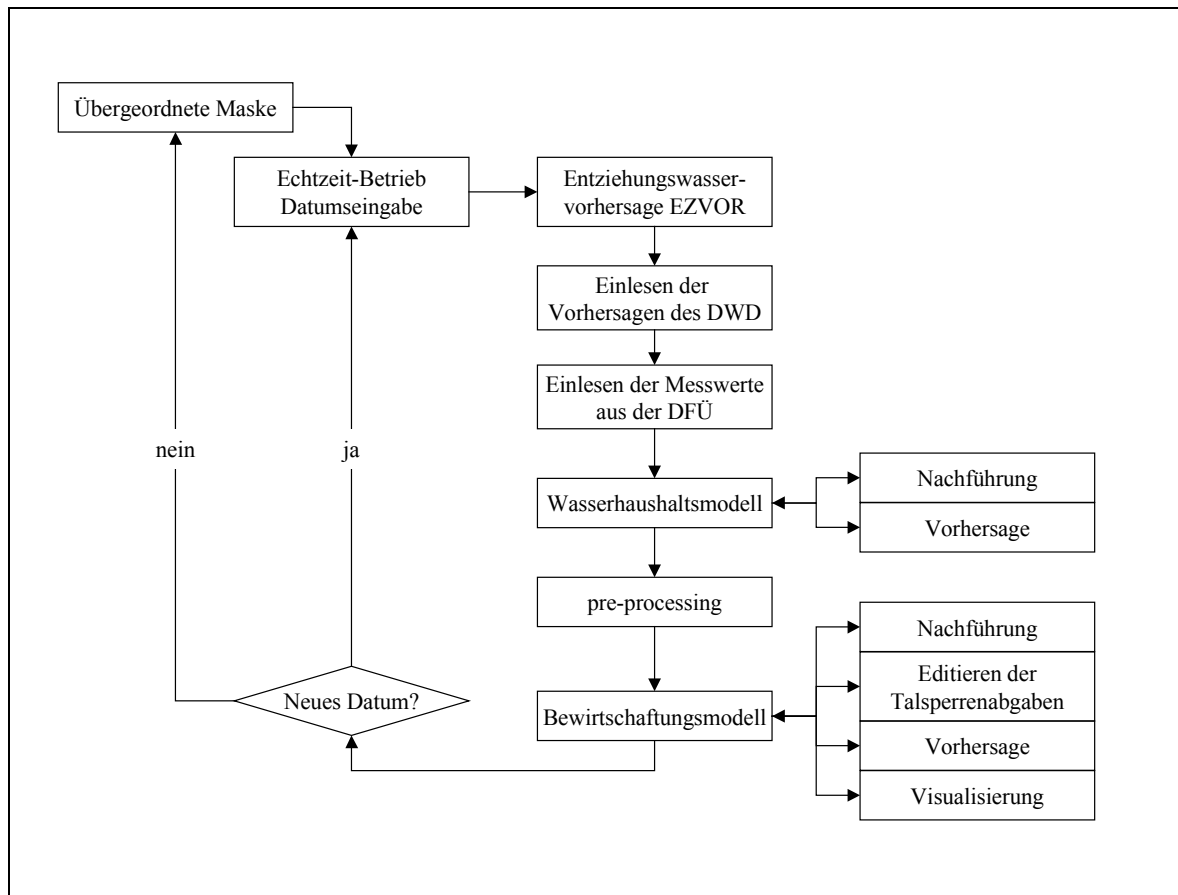 Übergeordnete Maske
Echtzeit-Betrieb
Datumseingabe
Entziehungswasser-
vorhersage EZVOR
Einlesen der
Vorhersagen des DWD
Einlesen der Messwerte
aus der DFÜ
nein
ja
Wasserhaushaltsmodell
Nachführung
Vorhersage
pre-processing
Neues Datum?
Bewirtschaftungsmodell
Nachführung
Editieren der
Talsperrenabgaben
Vorhersage
Visualisierung